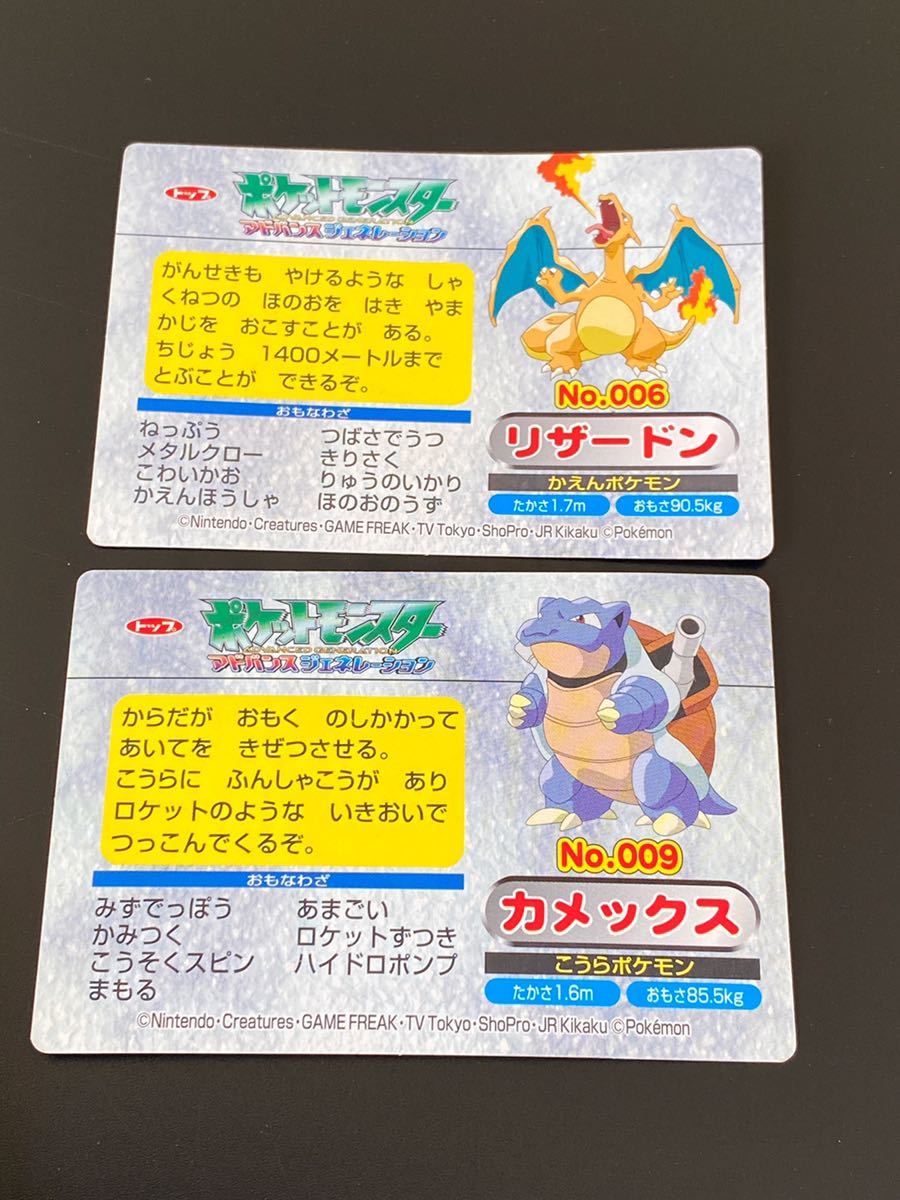 トップ
ポケットモンスター
ADVANCED GENERATION
アドバンスジェネレーション
がんせきも やけるような しゃ
くねつの ほのおを はき やま
かじを おこすことが ある。
ちじょう 1400メートルまで
とぶことが できるぞ。
おもなわざ
ねっぷう つばさでうつ
メタルクロー きりさく
こわいかお りゅうのいかり
かえんほうしゃ ほのおのうず
No.006
リザードン
かえんポケモン
たかさ1.7m おもさ90.5kg
©Nintendo・Creatures・GAME FREAK・TV Tokyo・ShoPro・JR Kikaku ©Pokémon
トップ
ポケットモンスター
ADVANCED GENERATION
アドバンスジェネレーション
からだが おもく のしかかって
あいてを きぜつさせる。
こうらに ふんしゃこうが あり
ロケットのような いきおいで
つっこんでくるぞ。
おもなわざ
みずでっぽう あまごい
かみつく ロケットずつき
こうそくスピン ハイドロポンプ
まもる
No.009
カメックス
こうらポケモン
たかさ1.6m おもさ85.5kg
©Nintendo・Creatures・GAME FREAK・TV Tokyo・ShoPro・JR Kikaku ©Pokémon